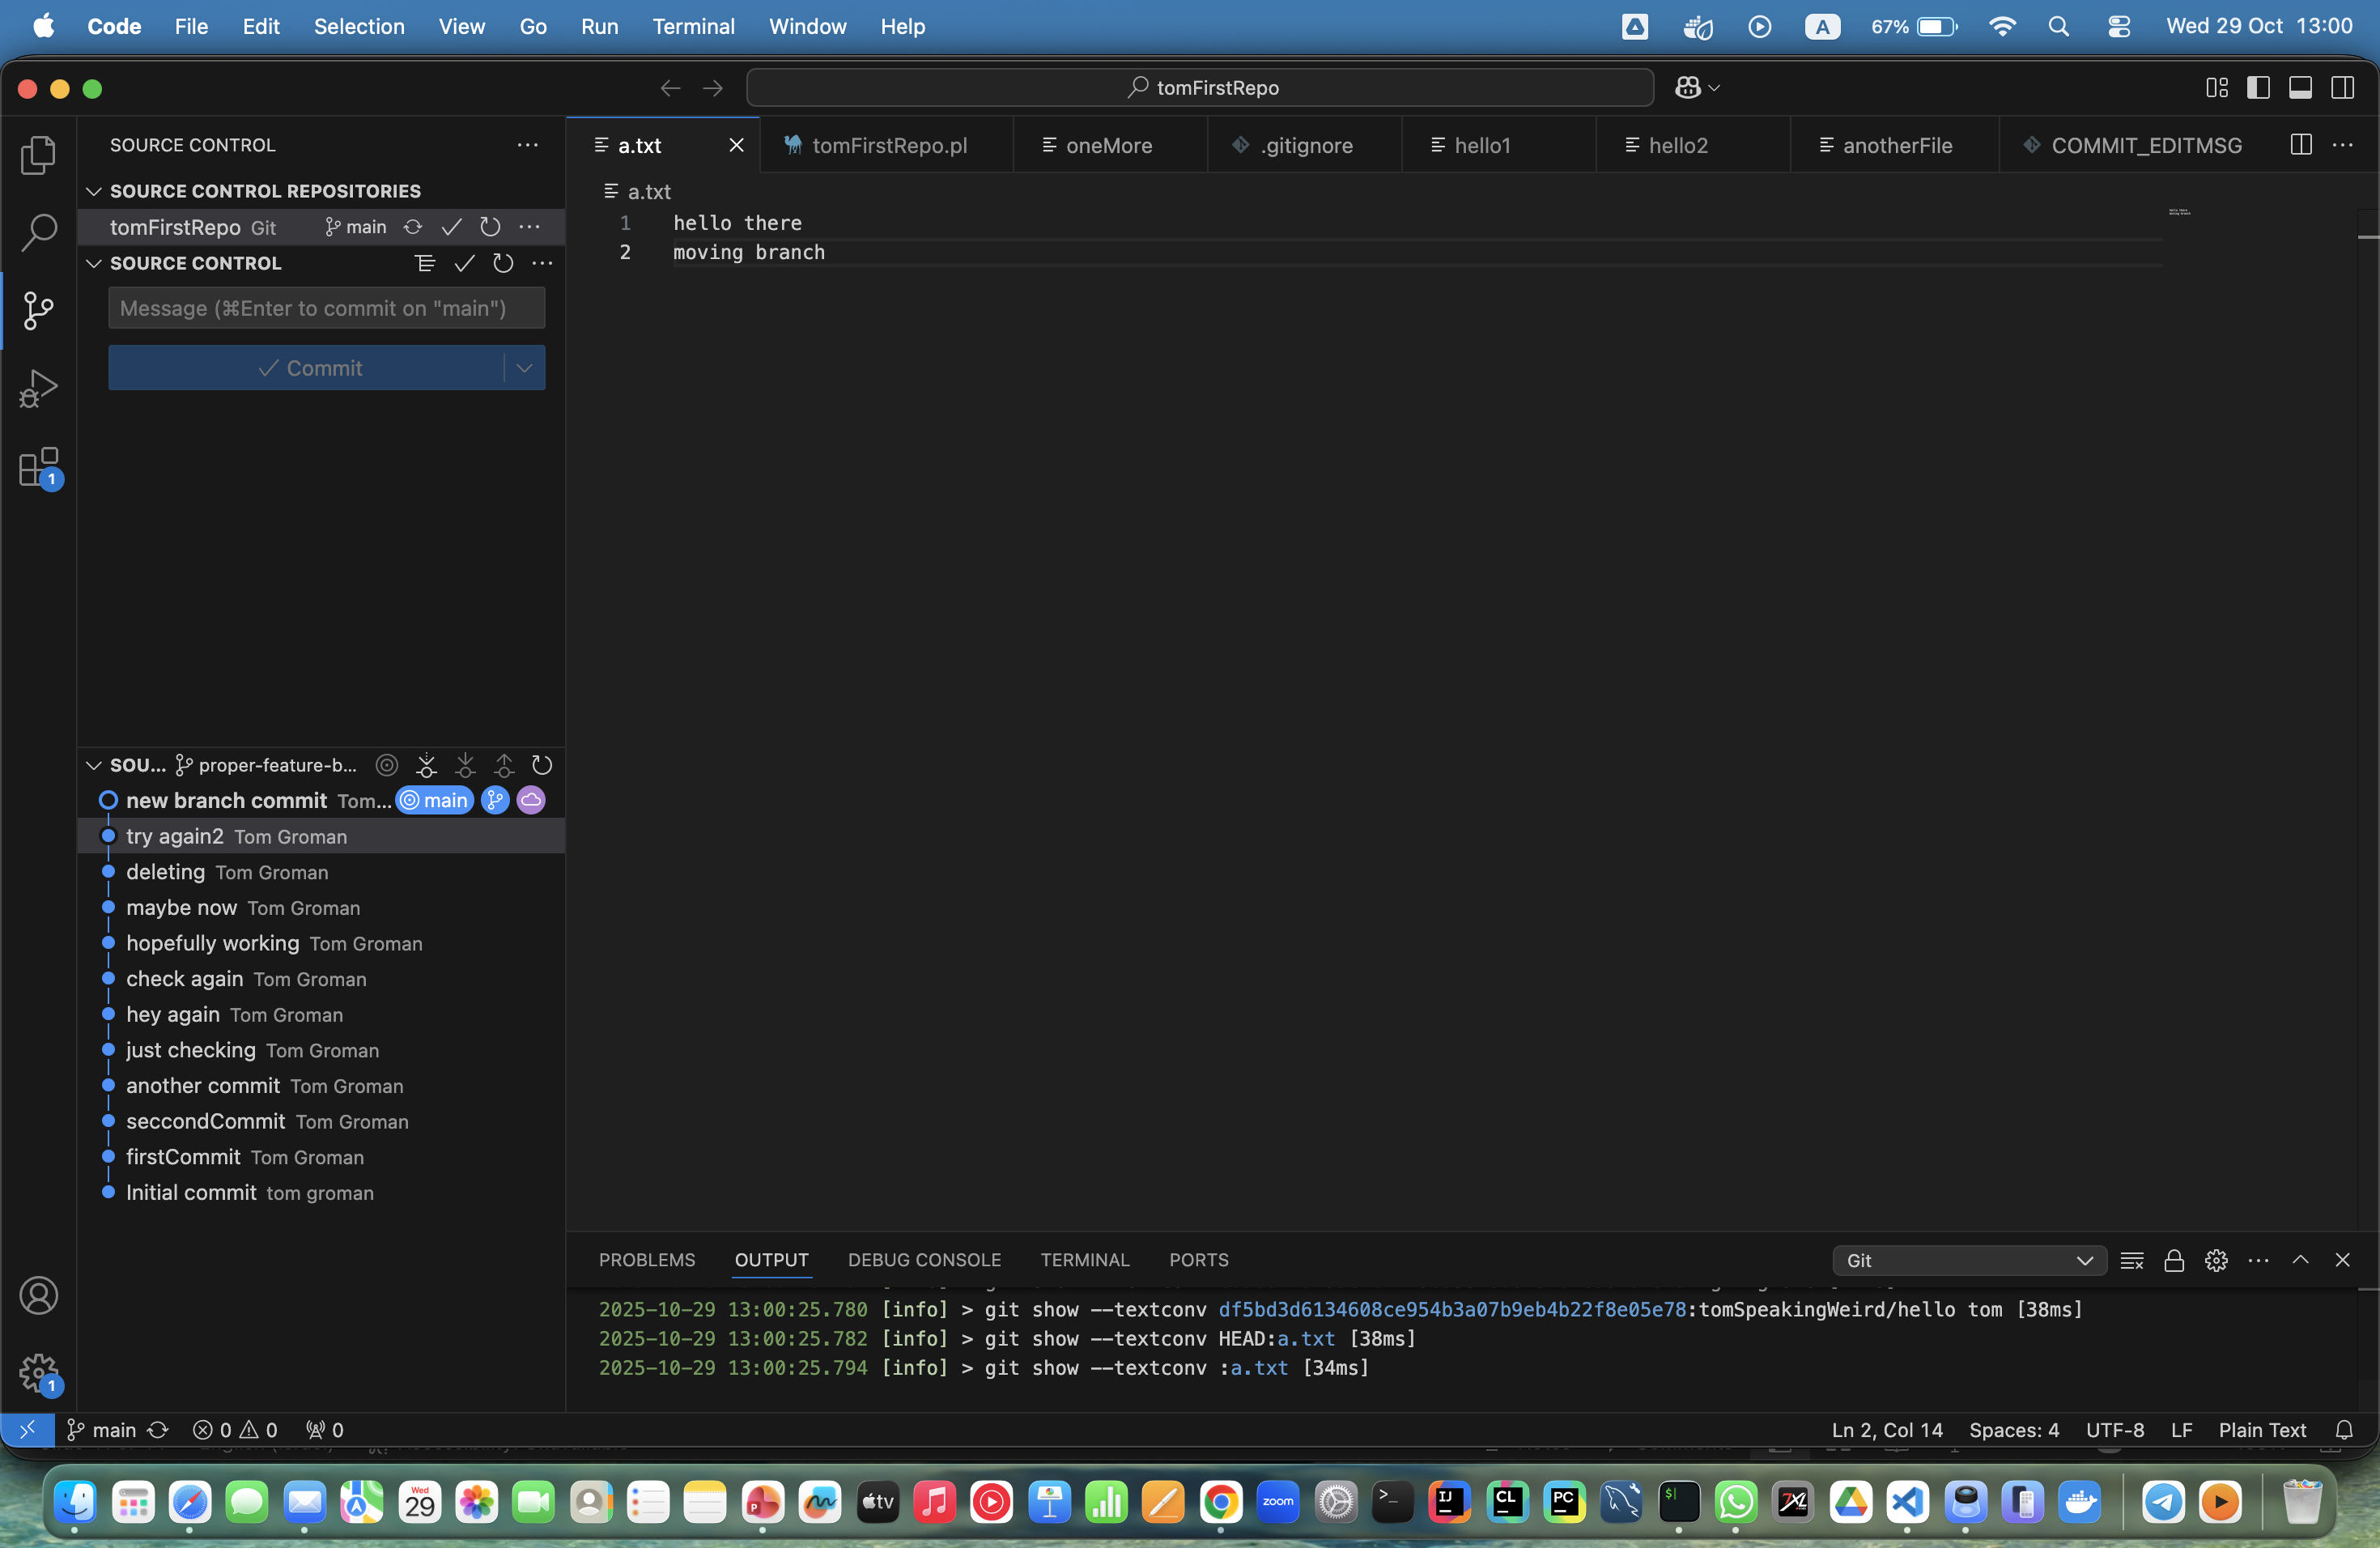 Code File Edit Selection View Go Run Terminal Window Help A 67% Wed 29 Oct 13:00
tomFirstRepo
SOURCE CONTROL
a.txt tomFirstRepo.pl oneMore .gitignore hello1 hello2 anotherFile COMMIT_EDITMSG
SOURCE CONTROL REPOSITORIES
a.txt
tomFirstRepo Git main
1 hello there
2 moving branch
SOURCE CONTROL
Message (⌘Enter to commit on "main")
Commit
1
SOU... proper-feature-b...
new branch commit Tom... main
try again2 Tom Groman
deleting Tom Groman
maybe now Tom Groman
hopefully working Tom Groman
check again Tom Groman
hey again Tom Groman
just checking Tom Groman
another commit Tom Groman
seccondCommit Tom Groman
firstCommit Tom Groman
Initial commit tom groman
PROBLEMS OUTPUT DEBUG CONSOLE TERMINAL PORTS Git
2025-10-29 13:00:25.780 [info] > git show --textconv df5bd3d6134608ce954b3a07b9eb4b22f8e05e78:tomSpeakingWeird/hello tom [38ms]
2025-10-29 13:00:25.782 [info] > git show --textconv HEAD:a.txt [38ms]
2025-10-29 13:00:25.794 [info] > git show --textconv :a.txt [34ms]
1
main 0 0 0 Ln 2, Col 14 Spaces: 4 UTF-8 LF Plain Text
Wed 29 tv zoom >_ IJ CL PC $ 7XL